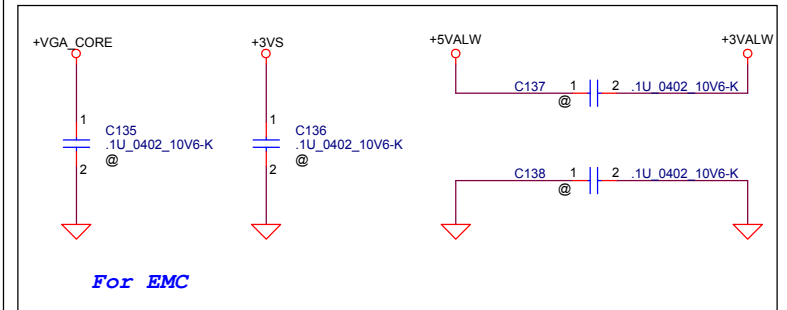 +VGA_CORE
+3VS
+5VALW
+3VALW
C137 1 2 .1U_0402_10V6-K
@
1
C135
.1U_0402_10V6-K
@
2
1
C136
.1U_0402_10V6-K
@
2
C138 1 2 .1U_0402_10V6-K
@
For EMC